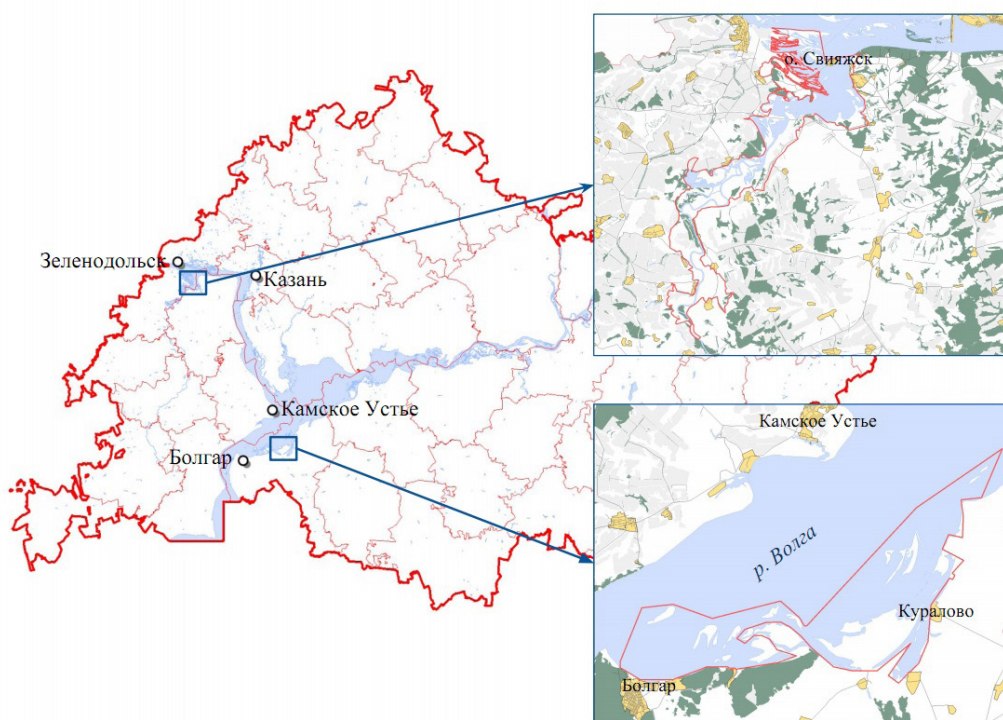 о. Свияжск
Зеленодольск
Казань
Камское Устье
Болгар
Камское Устье
р. Волга
Куралово
Болгар